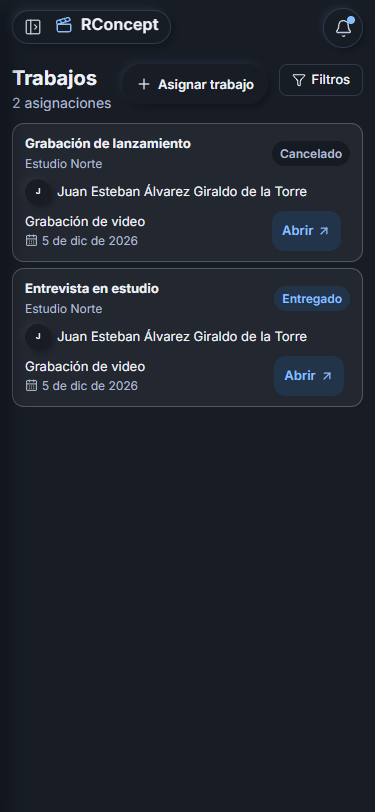 RConcept
Trabajos
2 asignaciones
Asignar trabajo
Filtros
Grabación de lanzamiento
Estudio Norte
Cancelado
J
Juan Esteban Álvarez Giraldo de la Torre
Grabación de video
5 de dic de 2026
Abrir
Entrevista en estudio
Estudio Norte
Entregado
J
Juan Esteban Álvarez Giraldo de la Torre
Grabación de video
5 de dic de 2026
Abrir